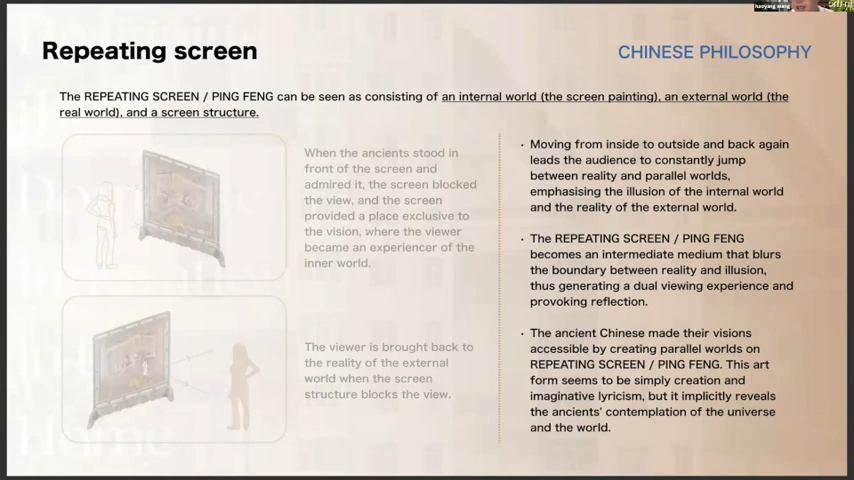 haoyang wang
Repeating screen
CHINESE PHILOSOPHY
The REPEATING SCREEN / PING FENG can be seen as consisting of an internal world (the screen painting), an external world (the
real world), and a screen structure.
When the ancients stood in
front of the screen and
admired it, the screen blocked
the view, and the screen
provided a place exclusive to
the vision, where the viewer
became an experiencer of the
inner world.
The viewer is brought back to
the reality of the external
world when the screen
structure blocks the view.
• Moving from inside to outside and back again
leads the audience to constantly jump
between reality and parallel worlds,
emphasising the illusion of the internal world
and the reality of the external world.
• The REPEATING SCREEN / PING FENG
becomes an intermediate medium that blurs
the boundary between reality and illusion,
thus generating a dual viewing experience and
provoking reflection.
• The ancient Chinese made their visions
accessible by creating parallel worlds on
REPEATING SCREEN / PING FENG. This art
form seems to be simply creation and
imaginative lyricism, but it implicitly reveals
the ancients' contemplation of the universe
and the world.
Home